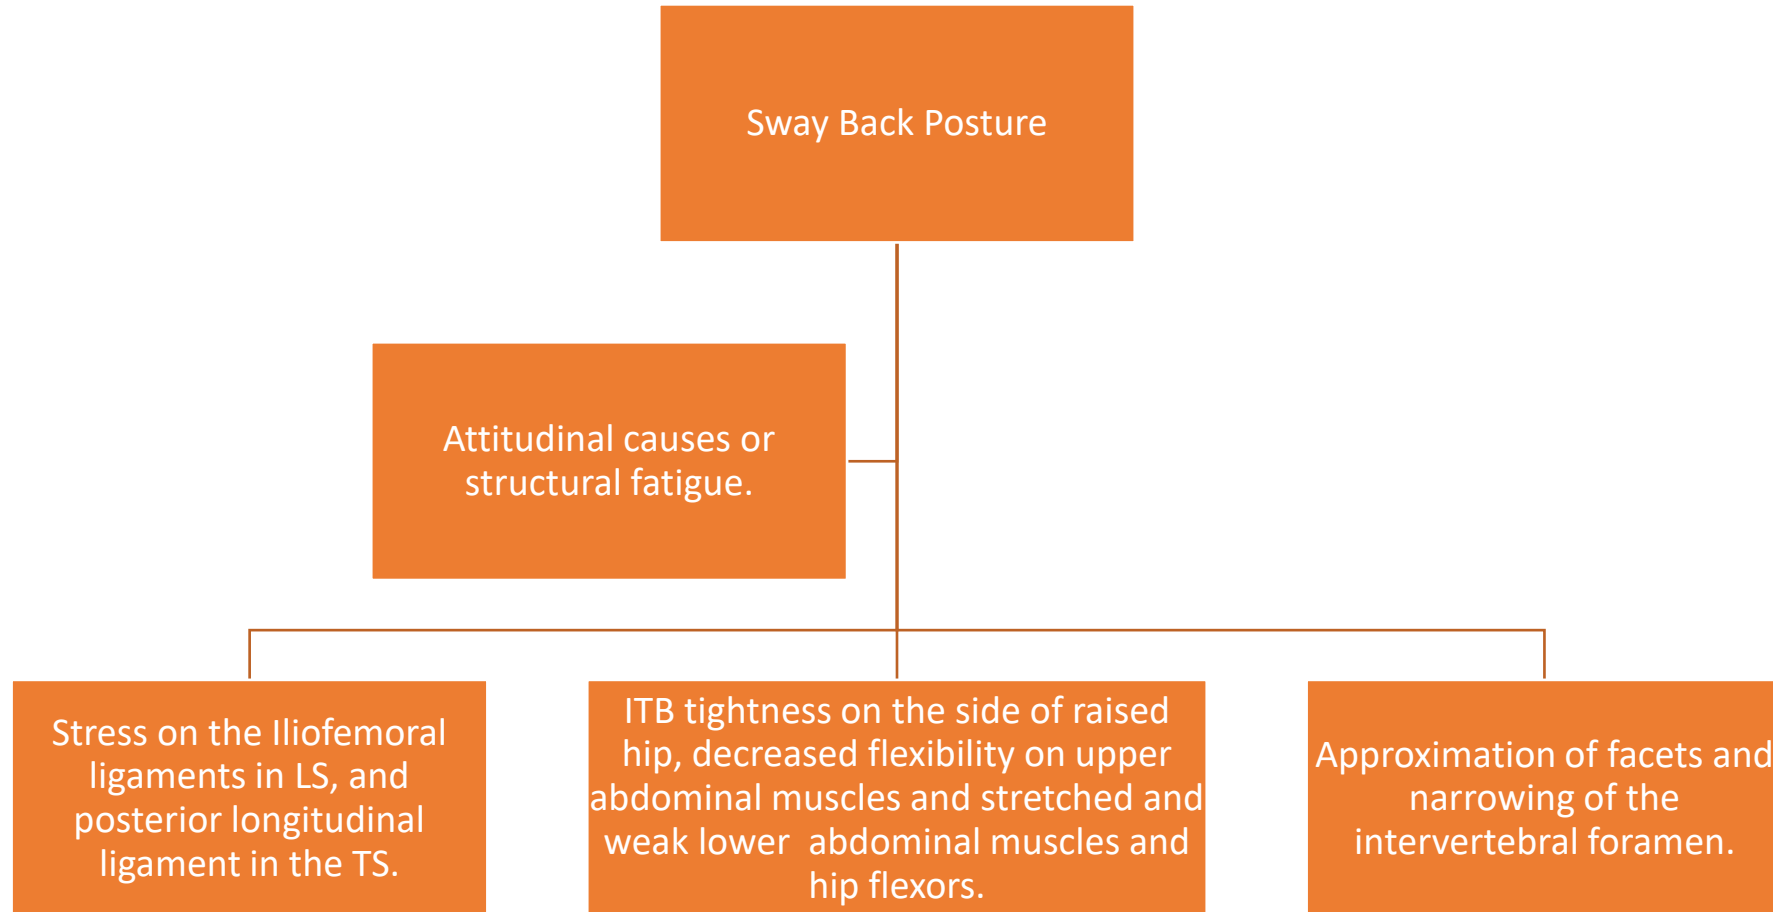 Sway Back Posture
Attitudinal causes or
structural fatigue.
Stress on the Iliofemoral
ligaments in LS, and
posterior longitudinal
ligament in the TS.
ITB tightness on the side of raised
hip, decreased flexibility on upper
abdominal muscles and stretched and
weak lower  abdominal muscles and
hip flexors.
Approximation of facets and
narrowing of the
intervertebral foramen.